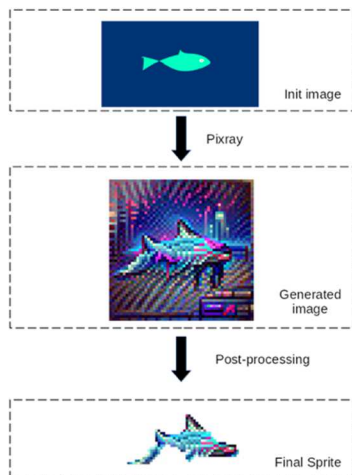 Init image
Pixray
Generated
image
Post-processing
Final Sprite